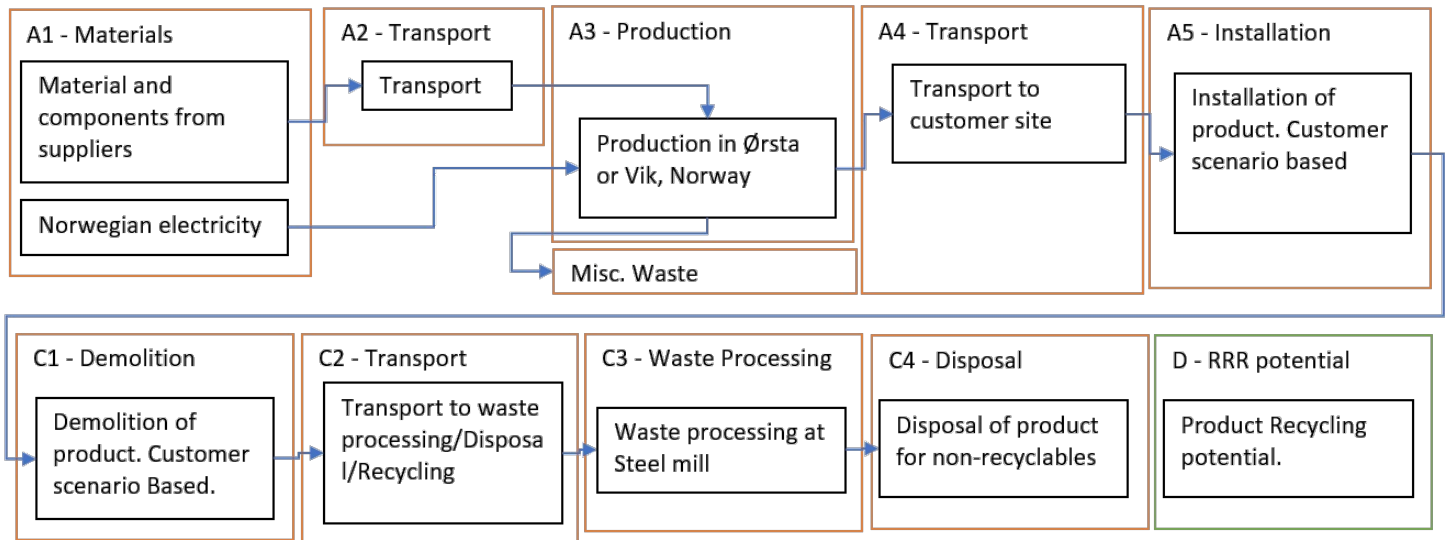 A1 - Materials
Material and
components from
suppliers
Norwegian electricity
A2 - Transport
Transport
A3 - Production
Production in Ørsta
or Vik, Norway
Misc. Waste
A4 - Transport
Transport to
customer site
A5 - Installation
Installation of
product. Customer
scenario based
C1 - Demolition
Demolition of
product. Customer
scenario Based.
C2 - Transport
Transport to waste
processing/Disposa
l/Recycling
C3 - Waste Processing
Waste processing at
Steel mill
C4 - Disposal
Disposal of product
for non-recyclables
D - RRR potential
Product Recycling
potential.